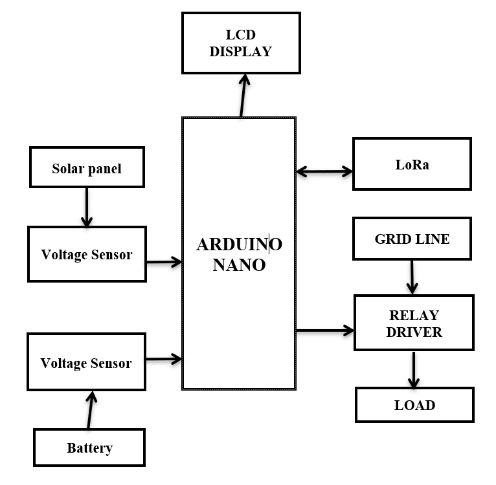 LCD
DISPLAY
Solar panel
LoRa
Voltage Sensor
ARDUINO
NANO
GRID LINE
RELAY
DRIVER
Voltage Sensor
LOAD
Battery